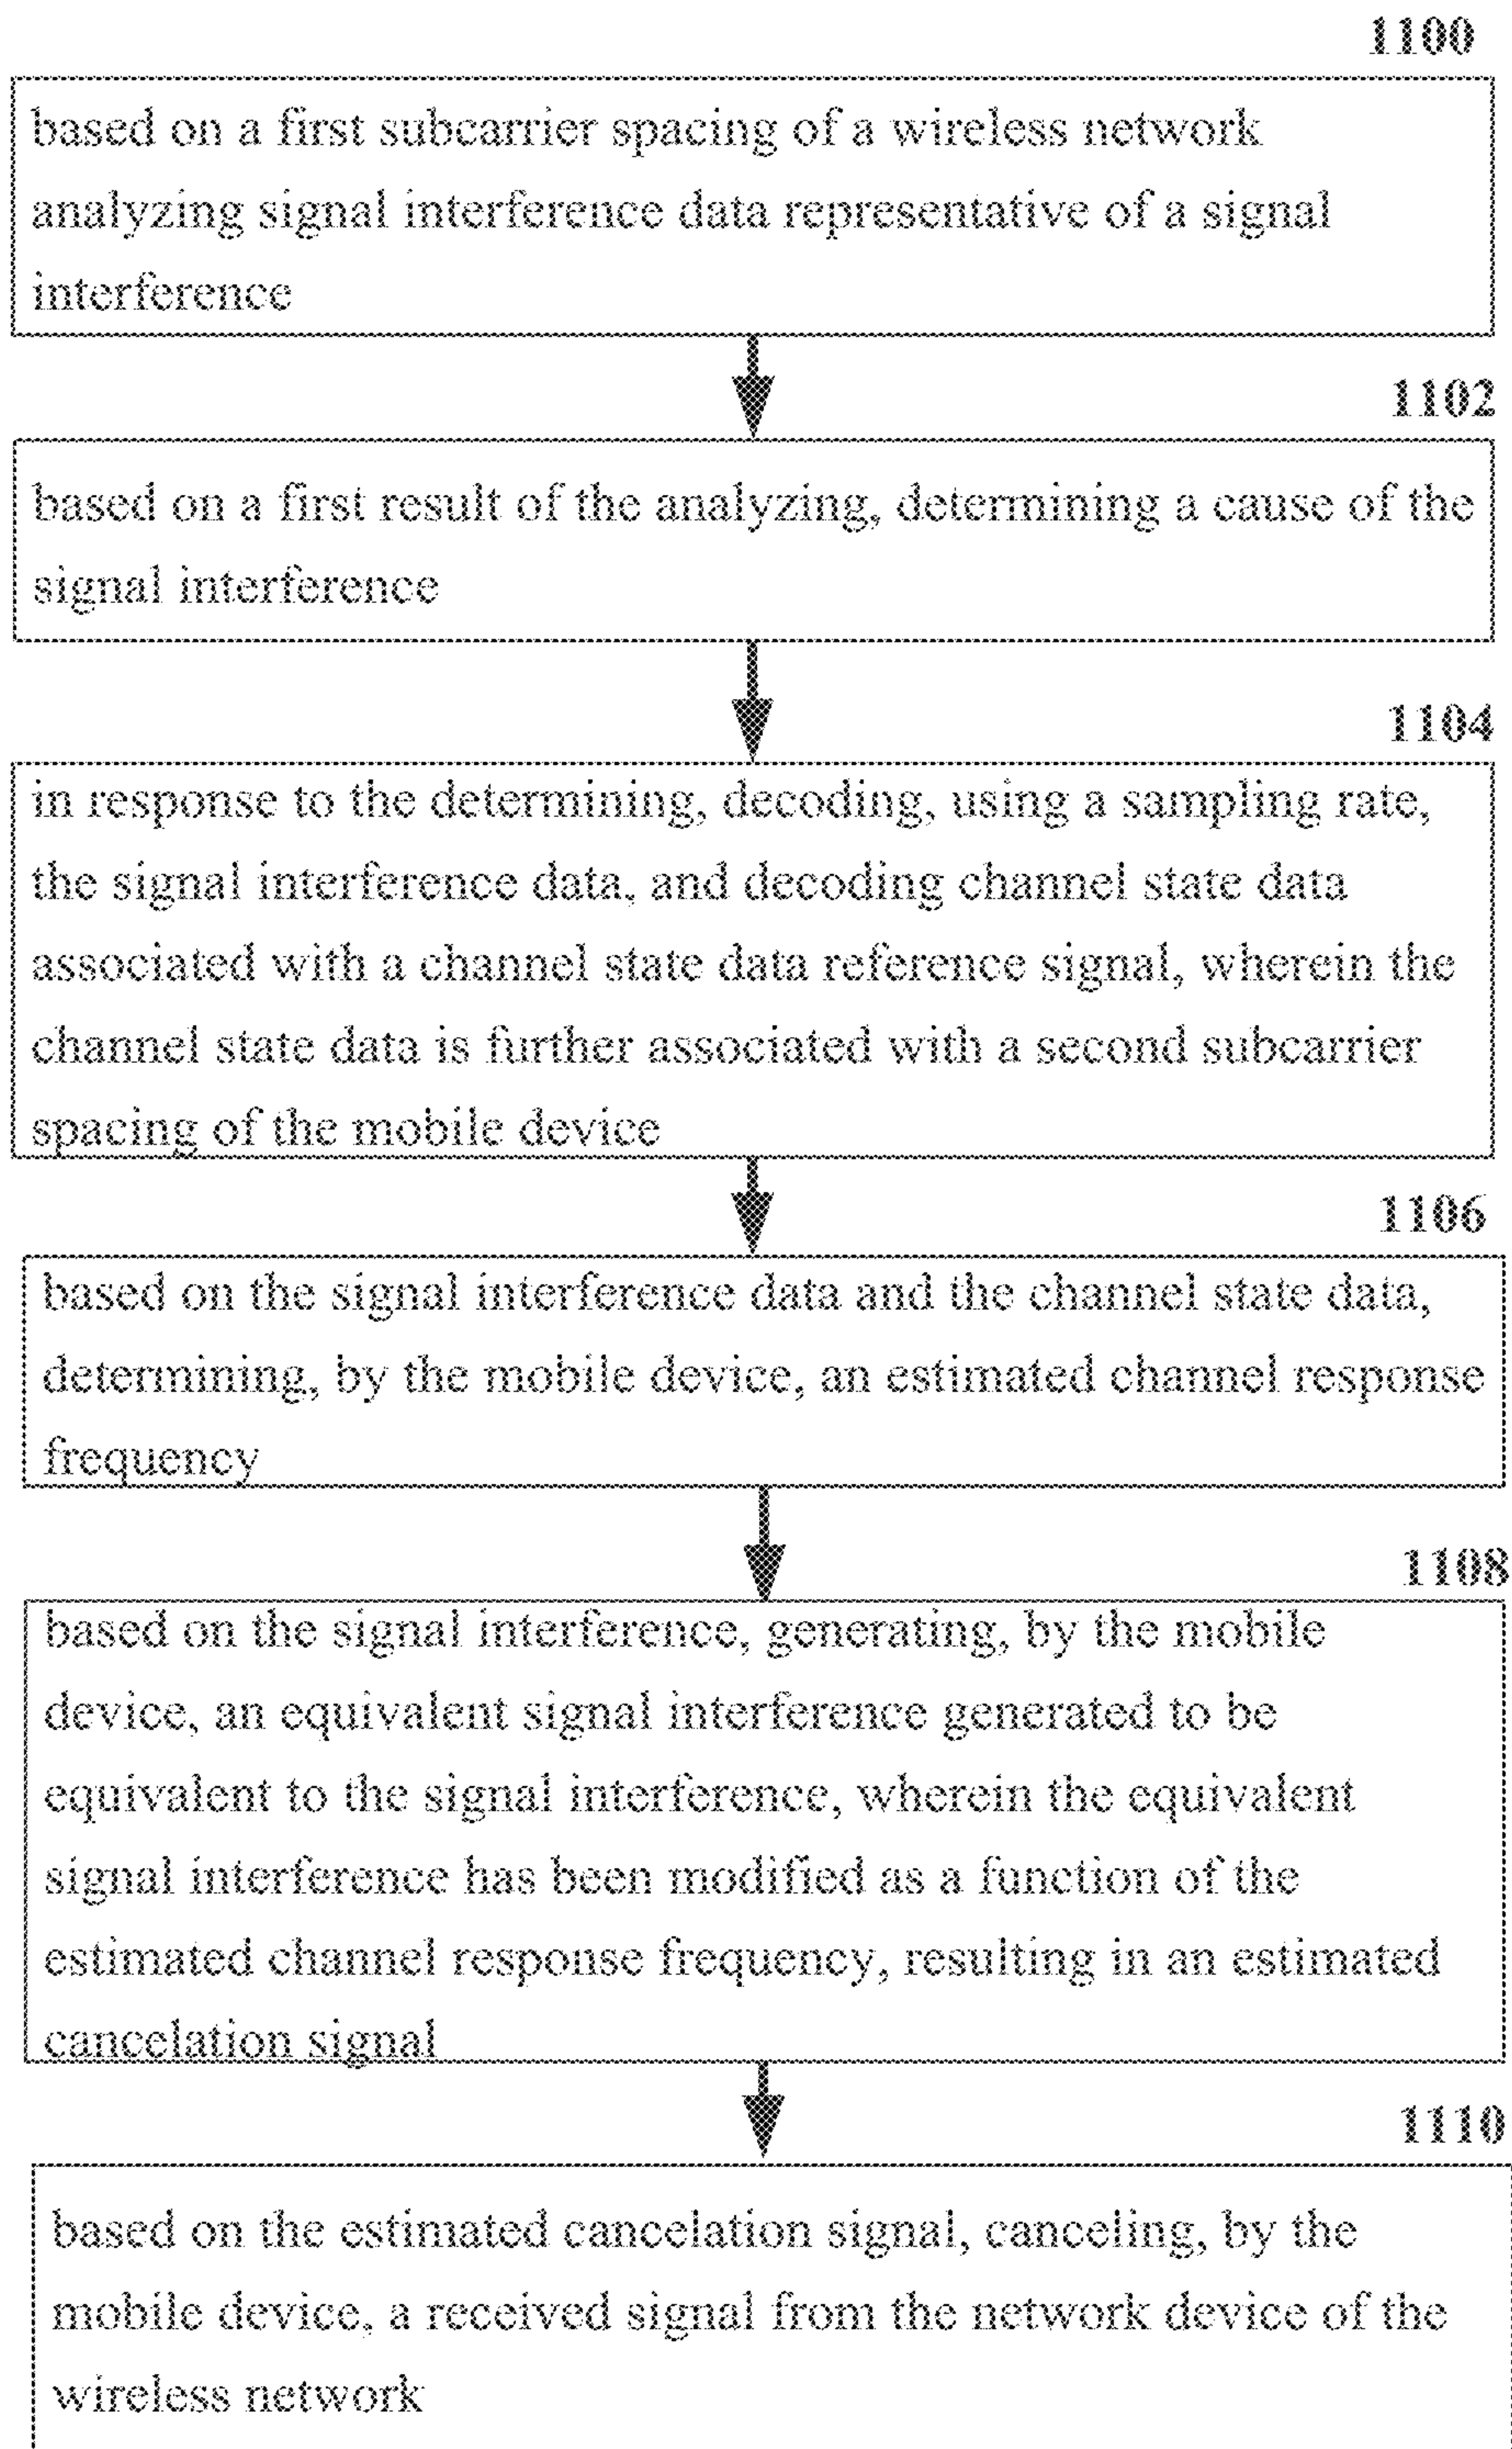 1100
based on a first subcarrier spacing of a wireless network
analyzing signal interference data representative of a signal
interference
1102
based on a first result of the analyzing, determining a cause of the
signal interference
1104
in response to the determining, decoding, using a sampling rate,
the signal interference data, and decoding channel state data
associated with a channel state data reference signal, wherein the
channel state data is further associated with a second subcarrier
spacing of the mobile device
1106
based on the signal interference data and the channel state data,
determining, by the mobile device, an estimated channel response
frequency
1108
based on the signal interference, generating, by the mobile
device, an equivalent signal interference generated to be
equivalent to the signal interference, wherein the equivalent
signal interference has been modified as a function of the
estimated channel response frequency, resulting in an estimated
cancelation signal
1110
based on the estimated cancelation signal, canceling, by the
mobile device, a received signal from the network device of the
wireless network